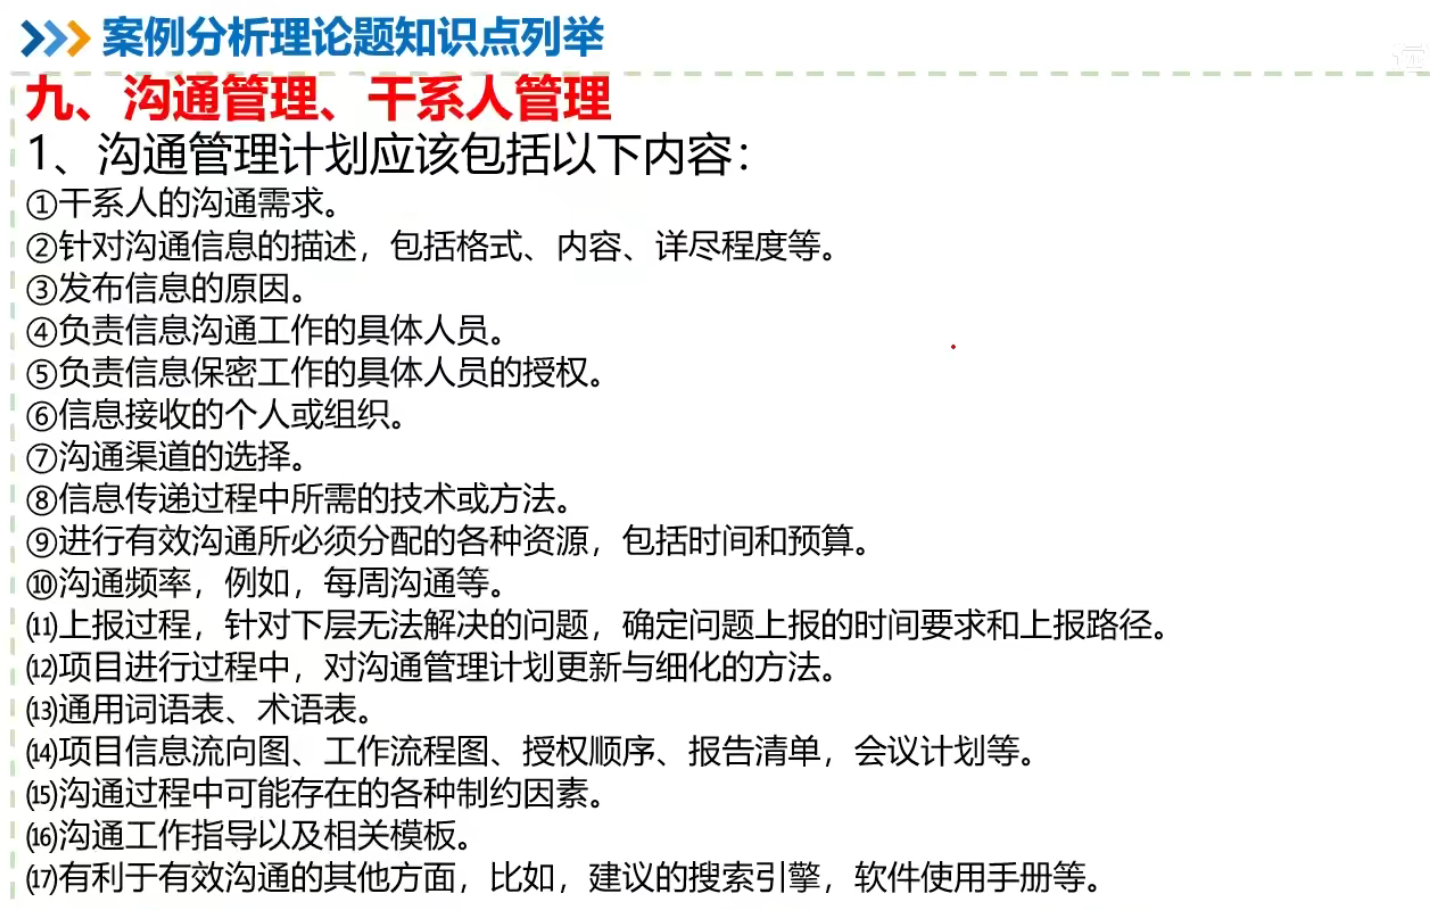 案例分析理论题知识点列举
九、沟通管理、干系人管理
1、沟通管理计划应该包括以下内容：
①干系人的沟通需求。
②针对沟通信息的描述，包括格式、内容、详尽程度等。
③发布信息的原因。
④负责信息沟通工作的具体人员。
⑤负责信息保密工作的具体人员的授权。
⑥信息接收的个人或组织。
⑦沟通渠道的选择。
⑧信息传递过程中所需的技术或方法。
⑨进行有效沟通所必须分配的各种资源，包括时间和预算。
⑩沟通频率，例如，每周沟通等。
⑾上报过程，针对下层无法解决的问题，确定问题上报的时间要求和上报路径。
⑿项目进行过程中，对沟通管理计划更新与细化的方法。
⒀通用词语表、术语表。
⒁项目信息流向图、工作流程图、授权顺序、报告清单，会议计划等。
⒂沟通过程中可能存在的各种制约因素。
⒃沟通工作指导以及相关模板。
⒄有利于有效沟通的其他方面，比如，建议的搜索引擎，软件使用手册等。